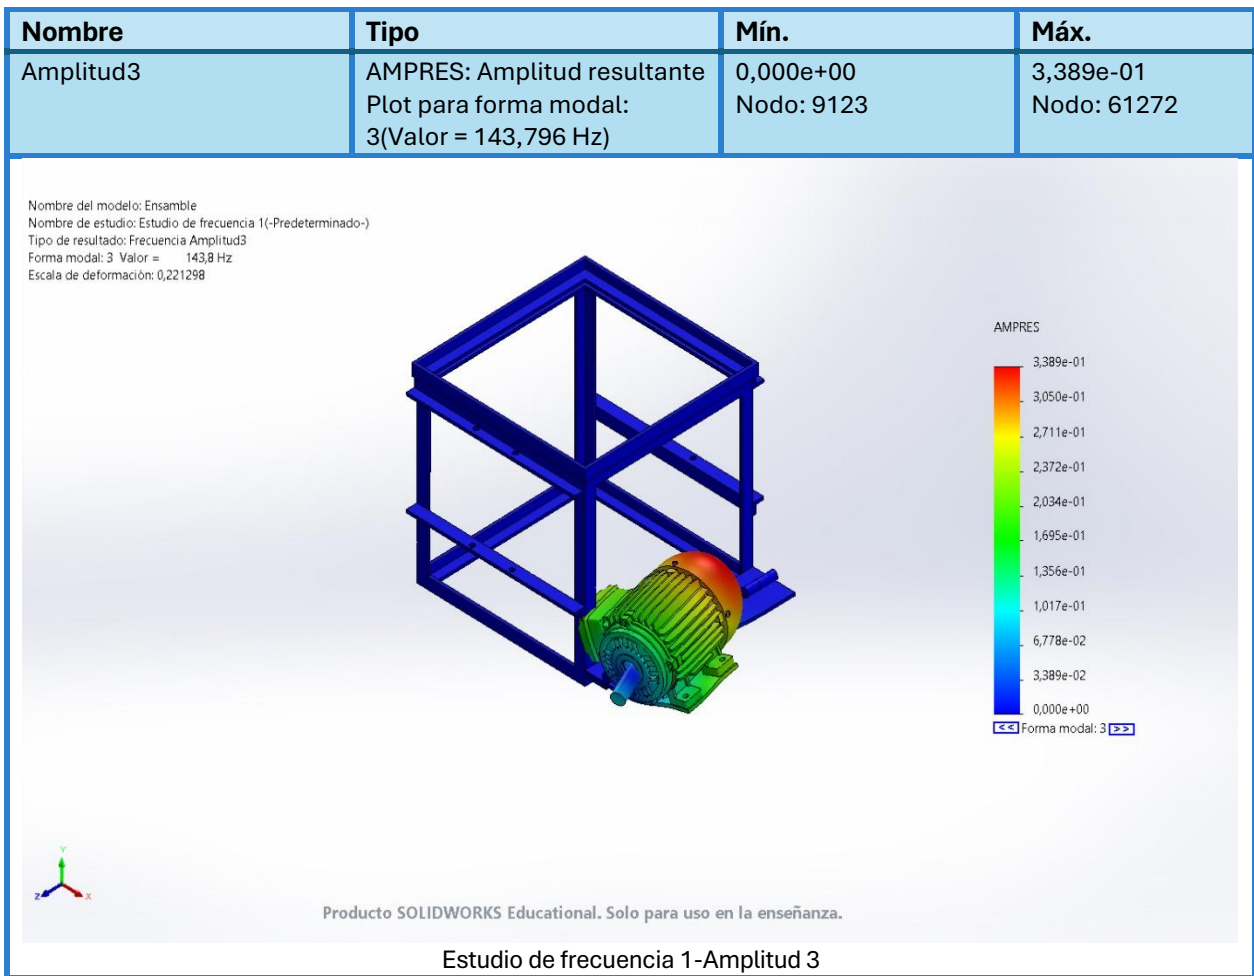 Nombre Tipo Mín. Máx.
Amplitud3 AMPRES: Amplitud resultante 0,000e+00 3,389e-01
Plot para forma modal: Nodo: 9123 Nodo: 61272
3(Valor = 143,796 Hz)
Nombre del modelo: Ensamble
Nombre de estudio: Estudio de frecuencia 1(-Predeterminado-)
Tipo de resultado: Frecuencia Amplitud3
Forma modal: 3 Valor = 143,8 Hz
Escala de deformación: 0,221298
AMPRES
3,389e-01
3,050e-01
2,711e-01
2,372e-01
2,034e-01
1,695e-01
1,356e-01
1,017e-01
6,778e-02
3,389e-02
0,000e+00
<< Forma modal: 3 >>
Y
Z X
Producto SOLIDWORKS Educational. Solo para uso en la enseñanza.
Estudio de frecuencia 1-Amplitud 3